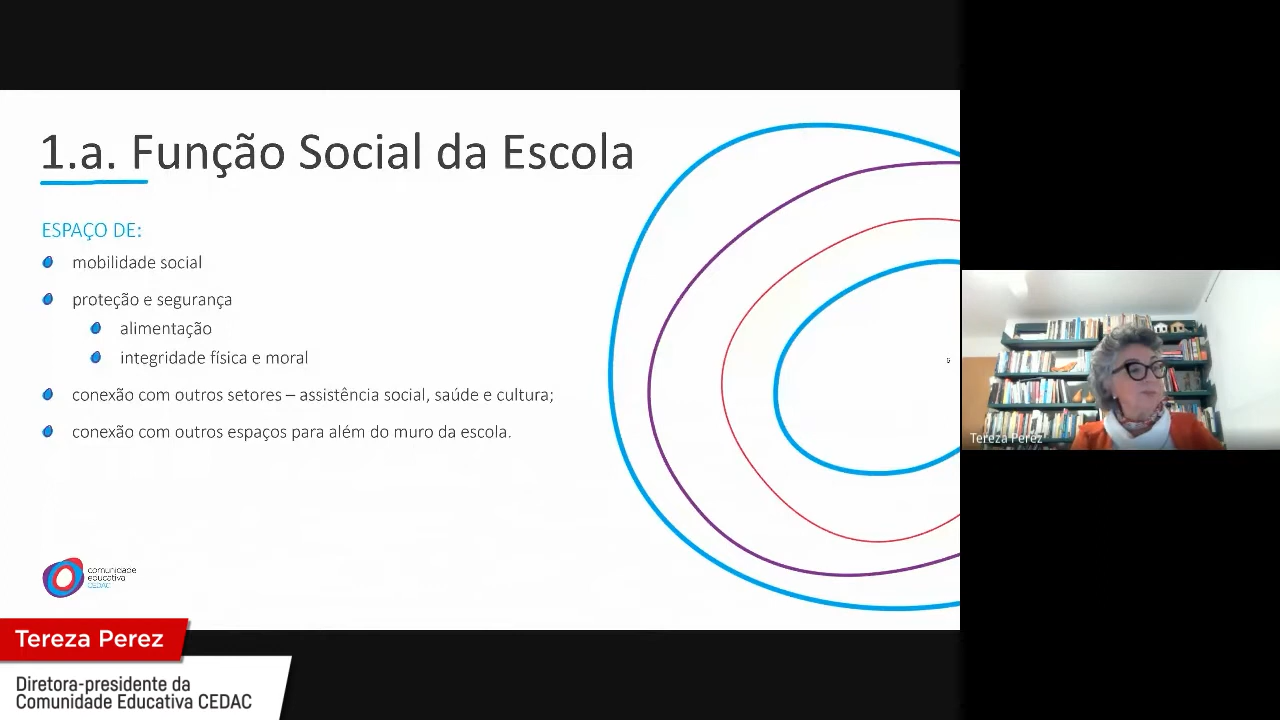 1.a. Função Social da Escola
ESPAÇO DE:
mobilidade social
proteção e segurança
alimentação
integridade física e moral
conexão com outros setores – assistência social, saúde e cultura;
conexão com outros espaços para além do muro da escola.
comunidade
educativa
CEDAC
Tereza Perez
Tereza Perez
Diretora-presidente da
Comunidade Educativa CEDAC